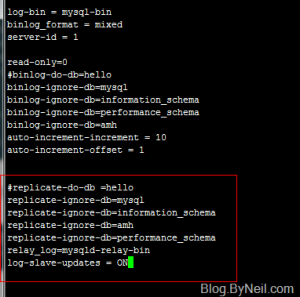 log-bin = mysql-bin
binlog_format = mixed
server-id = 1
read-only=0
#binlog-do-db=hello
binlog-ignore-db=mysql
binlog-ignore-db=information_schema
binlog-ignore-db=performance_schema
binlog-ignore-db=amh
auto-increment-increment = 10
auto-increment-offset = 1
#replicate-do-db =hello
replicate-ignore-db=mysql
replicate-ignore-db=information_schema
replicate-ignore-db=amh
replicate-ignore-db=performance_schema
relay_log=mysqld-relay-bin
log-slave-updates = ON
Blog.ByNeil.com